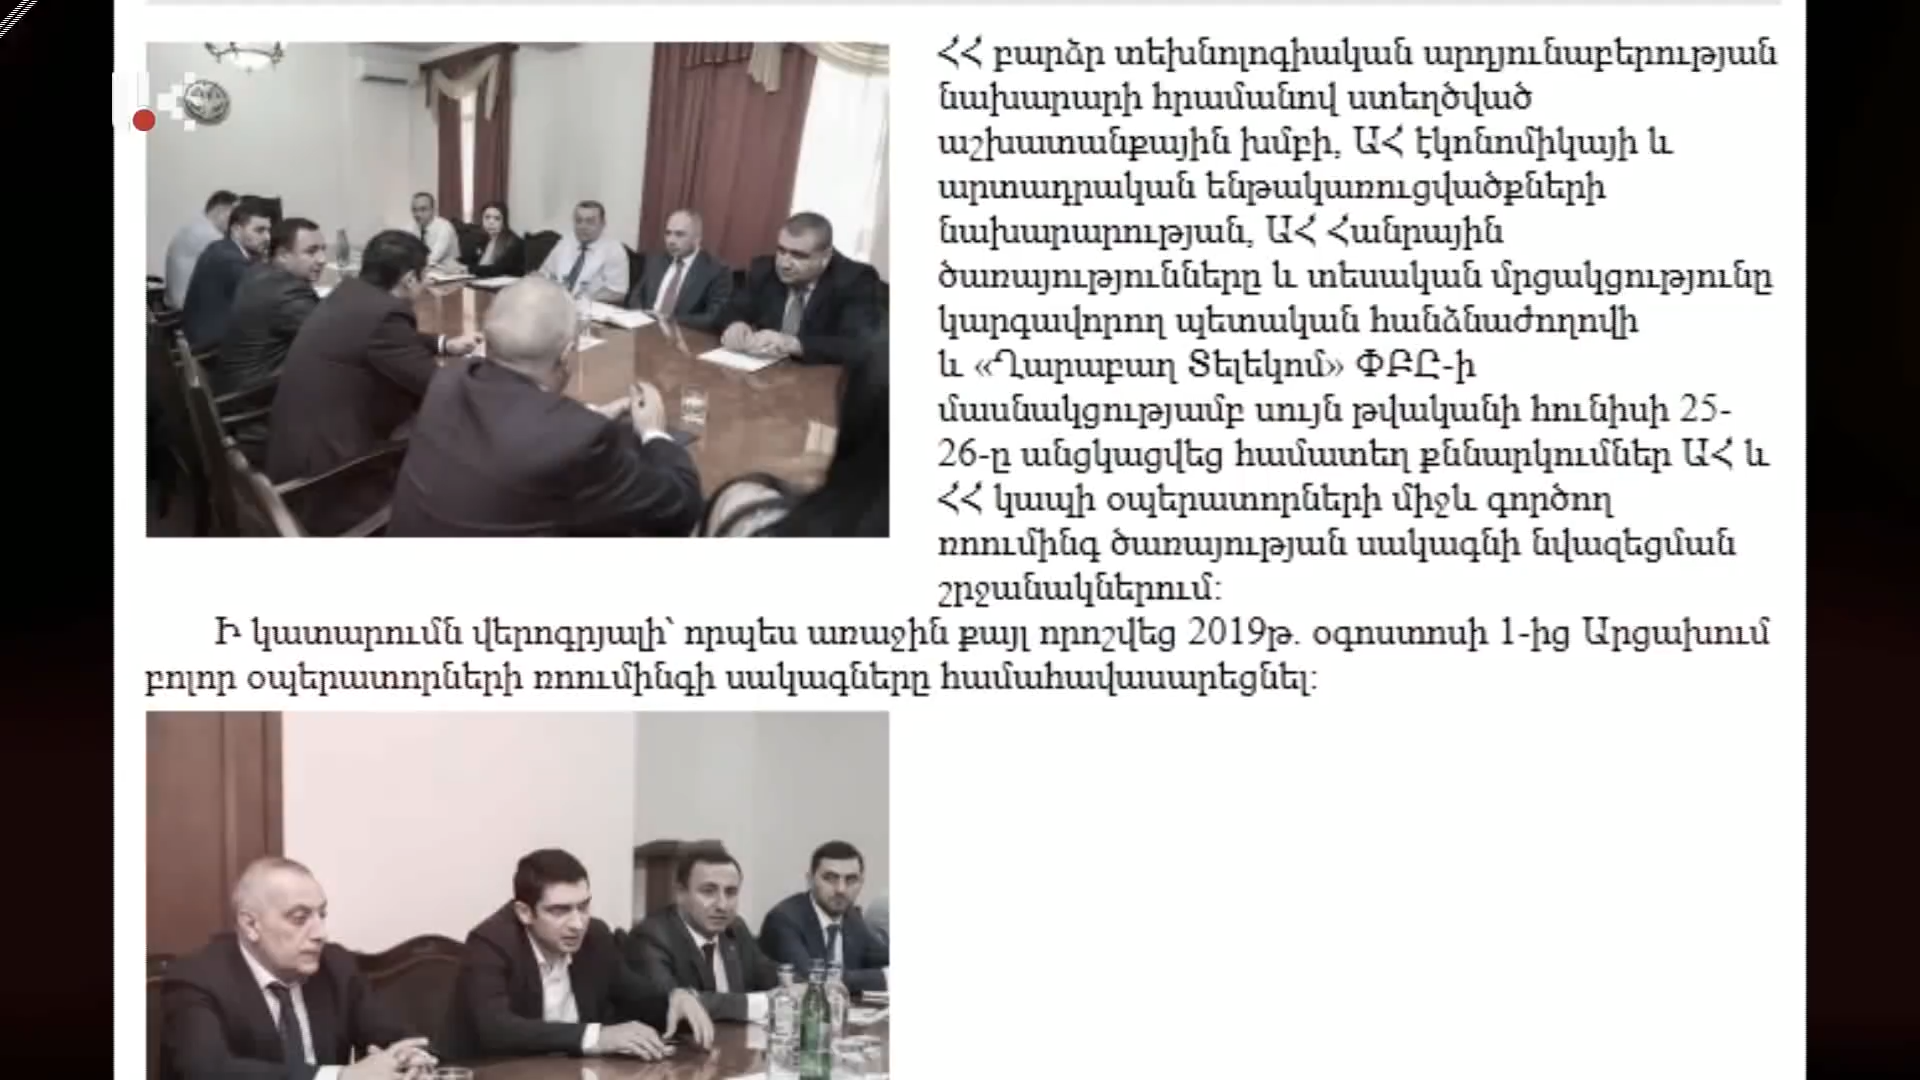 ՀՀ բարձր տեխնոլոգիական արդյունաբերության
նախարարի հրամանով ստեղծված
աշխատանքային խմբի, ԱՀ էկոնոմիկայի և
արտադրական ենթակառուցվածքների
նախարարության, ԱՀ Հանրային
ծառայությունները և տեսական մրցակցությունը
կարգավորող պետական հանձնաժողովի
և «Ղարաբաղ Տելեկոմ» ՓԲԸ-ի
մասնակցությամբ սույն թվականի հունիսի 25-
26-ը անցկացվեց համատեղ քննարկումներ ԱՀ և
ՀՀ կապի օպերատորների միջև գործող
ռոումինգ ծառայության սակագնի նվազեցման
շրջանակներում:
Ի կատարումն վերոգրյալի՝ որպես առաջին քայլ որոշվեց 2019թ. օգոստոսի 1-ից Արցախում
բոլոր օպերատորների ռոումինգի սակագները համահավասարեցնել: